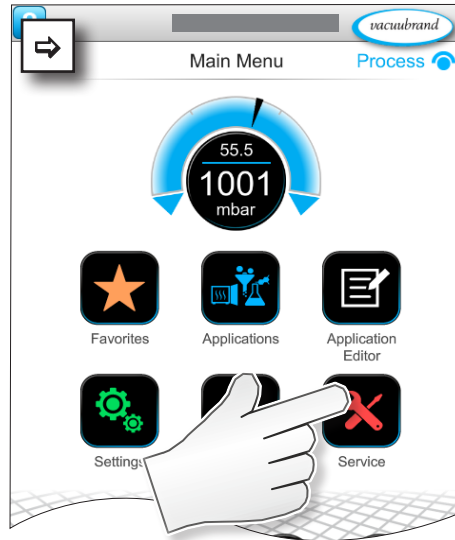 vacuubrand
Main Menu
Process
55.5
1001
mbar
Favorites
Applications
Application
Editor
Settings
Service